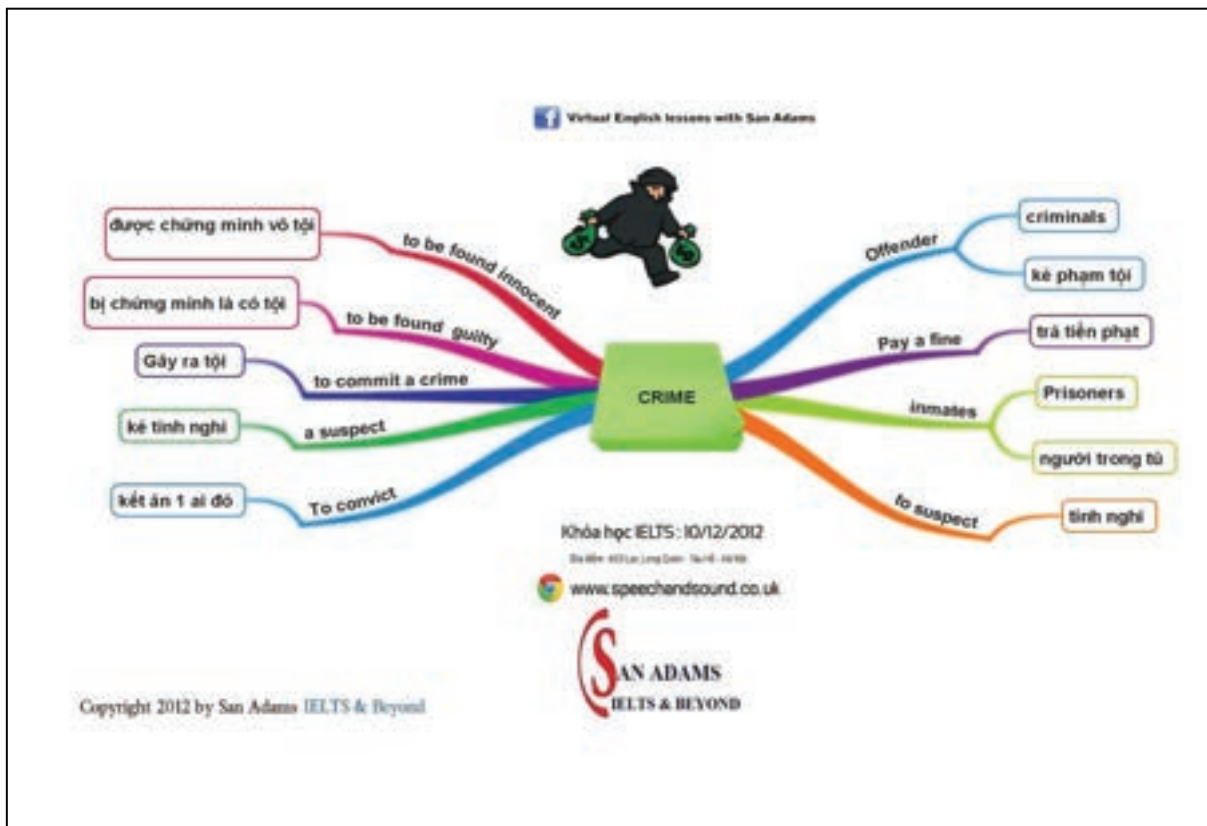 Virtual English lessons with San Adams
được chứng minh vô tội
to be found innocent
bị chứng minh là có tội
to be found guilty
Gây ra tội
to commit a crime
kẻ tình nghi
a suspect
kết án 1 ai đó
To convict
CRIME
Offender
criminals
kẻ phạm tội
Pay a fine
trả tiền phạt
inmates
Prisoners
người trong tù
to suspect
tình nghi
Khóa học IELTS : 10/12/2012
www.speechandsound.co.uk
SAN ADAMS
IELTS & BEYOND
Copyright 2012 by San Adams IELTS & Beyond